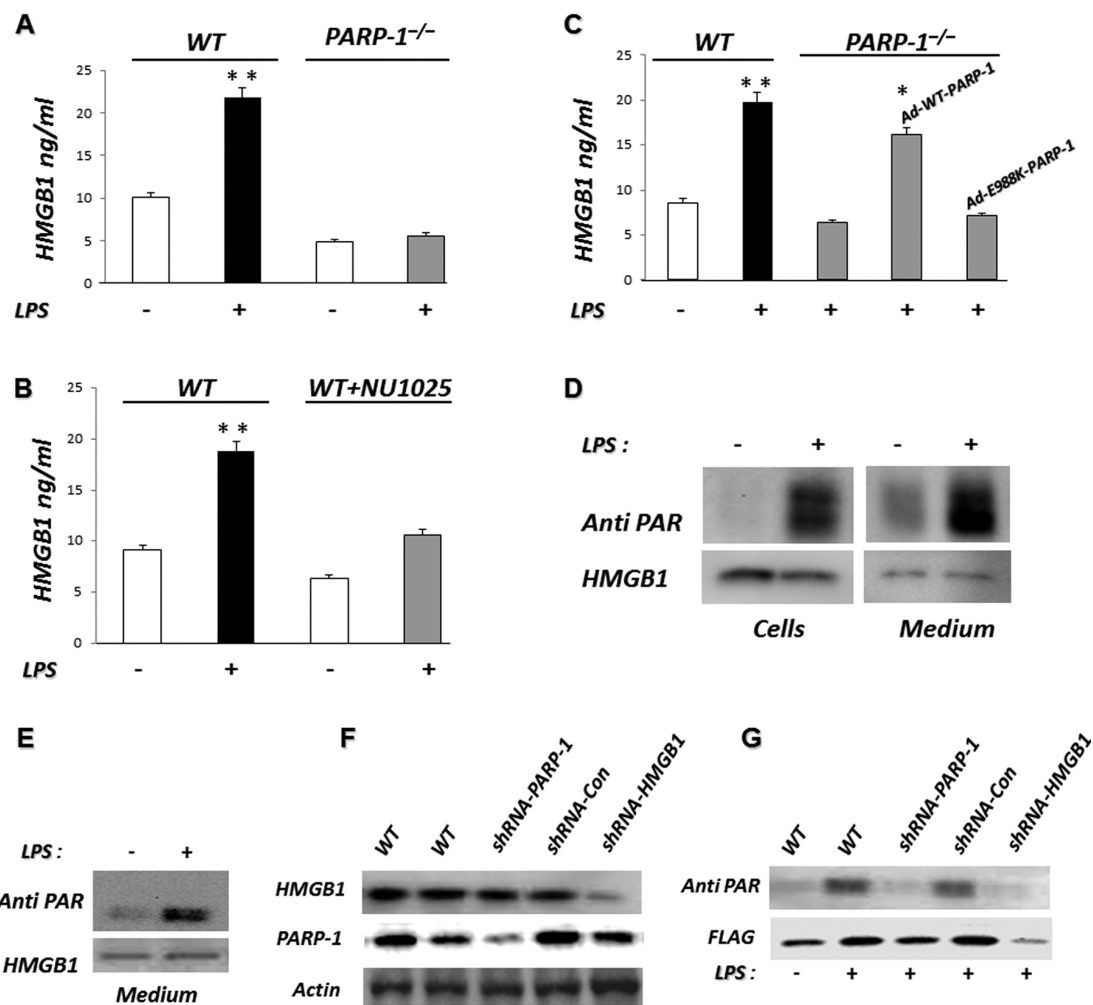 A
WT
PARP-1–/–
HMGB1 ng/ml
25
20
15
10
5
0
* *
LPS
- + - +
C
WT
PARP-1–/–
HMGB1 ng/ml
25
20
15
10
5
0
* *
*
Ad-WT-PARP-1
Ad-E988K-PARP-1
- + + + +
LPS
B
WT
WT+NU1025
HMGB1 ng/ml
25
20
15
10
5
0
* *
LPS
- + - +
D
LPS : - + - +
Anti PAR
HMGB1
Cells
Medium
E
LPS : - +
Anti PAR
HMGB1
Medium
F
WT
WT
shRNA-PARP-1
shRNA-Con
shRNA-HMGB1
HMGB1
PARP-1
Actin
G
WT
WT
shRNA-PARP-1
shRNA-Con
shRNA-HMGB1
Anti PAR
FLAG
LPS : - + + + +